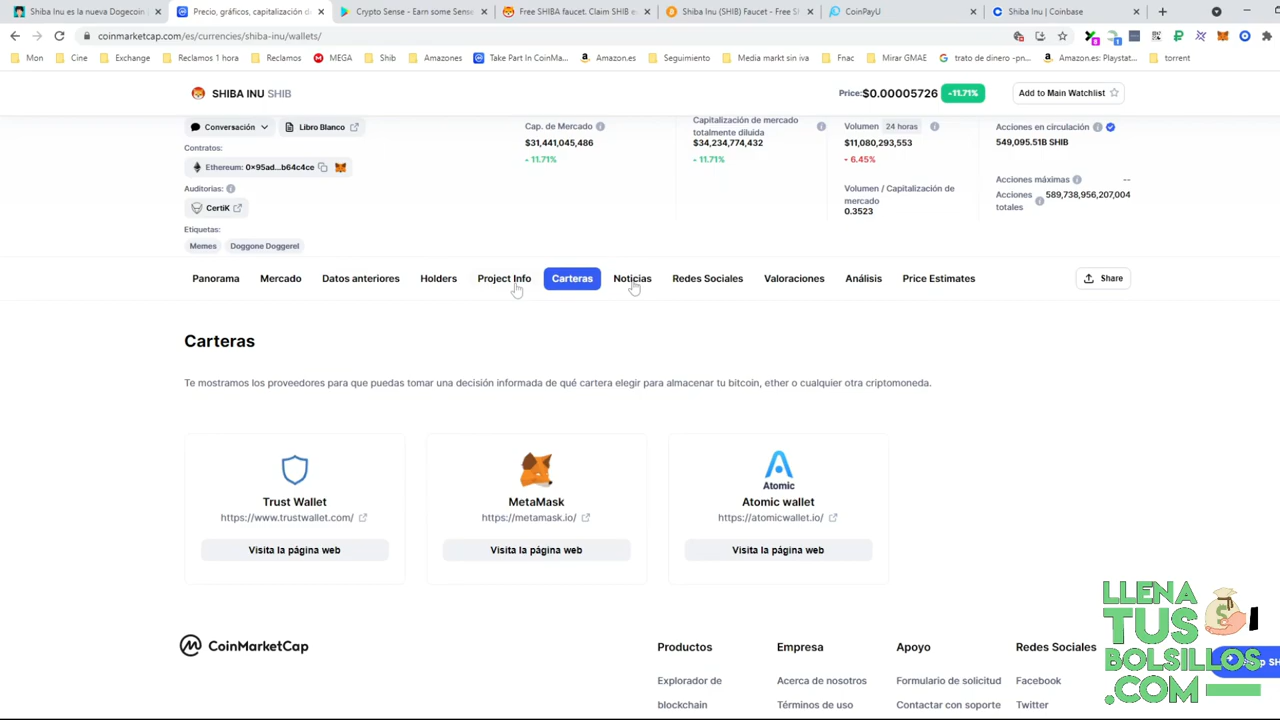 Shiba Inu es la nueva Dogecoin
Precio, gráficos, capitalización d
Crypto Sense - Earn some Sense
Free SHIBA faucet. Claim SHIB e
Shiba Inu (SHIB) Faucet - Free S
CoinPayU
Shiba Inu | Coinbase
coinmarketcap.com/es/currencies/shiba-inu/wallets/
Mon
Cine
Exchange
Reclamos 1 hora
Reclamos
MEGA
Shib
Amazones
Take Part In CoinMa...
Amazon.es
Seguimiento
Media markt sin iva
Fnac
Mirar GMAE
trato de dinero -pn...
Amazon.es: Playstat...
torrent
SHIBA INU SHIB
Price:$0.00005726
-11.71%
Add to Main Watchlist
Conversación
Libro Blanco
Contratos:
Ethereum: 0x95ad...b64c4ce
Auditorias:
CertiK
Etiquetas:
Memes
Doggone Doggerel
Cap. de Mercado
$31,441,045,486
- 11.71%
Capitalización de mercado
totalmente diluida
$34,234,774,432
- 11.71%
Volumen 24 horas
$11,080,293,553
- 6.45%
Volumen / Capitalización de
mercado
0.3523
Acciones en circulación
549,095.51B SHIB
Acciones máximas --
Acciones
totales
589,738,956,207,004
Panorama
Mercado
Datos anteriores
Holders
Project Info
Carteras
Noticias
Redes Sociales
Valoraciones
Análisis
Price Estimates
Share
Carteras
Te mostramos los proveedores para que puedas tomar una decisión informada de qué cartera elegir para almacenar tu bitcoin, ether o cualquier otra criptomoneda.
Trust Wallet
https://www.trustwallet.com/
Visita la página web
MetaMask
https://metamask.io/
Visita la página web
Atomic
Atomic wallet
https://atomicwallet.io/
Visita la página web
CoinMarketCap
Productos
Explorador de
blockchain
Empresa
Acerca de nosotros
Términos de uso
Apoyo
Formulario de solicitud
Contactar con soporte
Redes Sociales
Facebook
Twitter
LLENA
TUS
BOLSILLOS
.COM